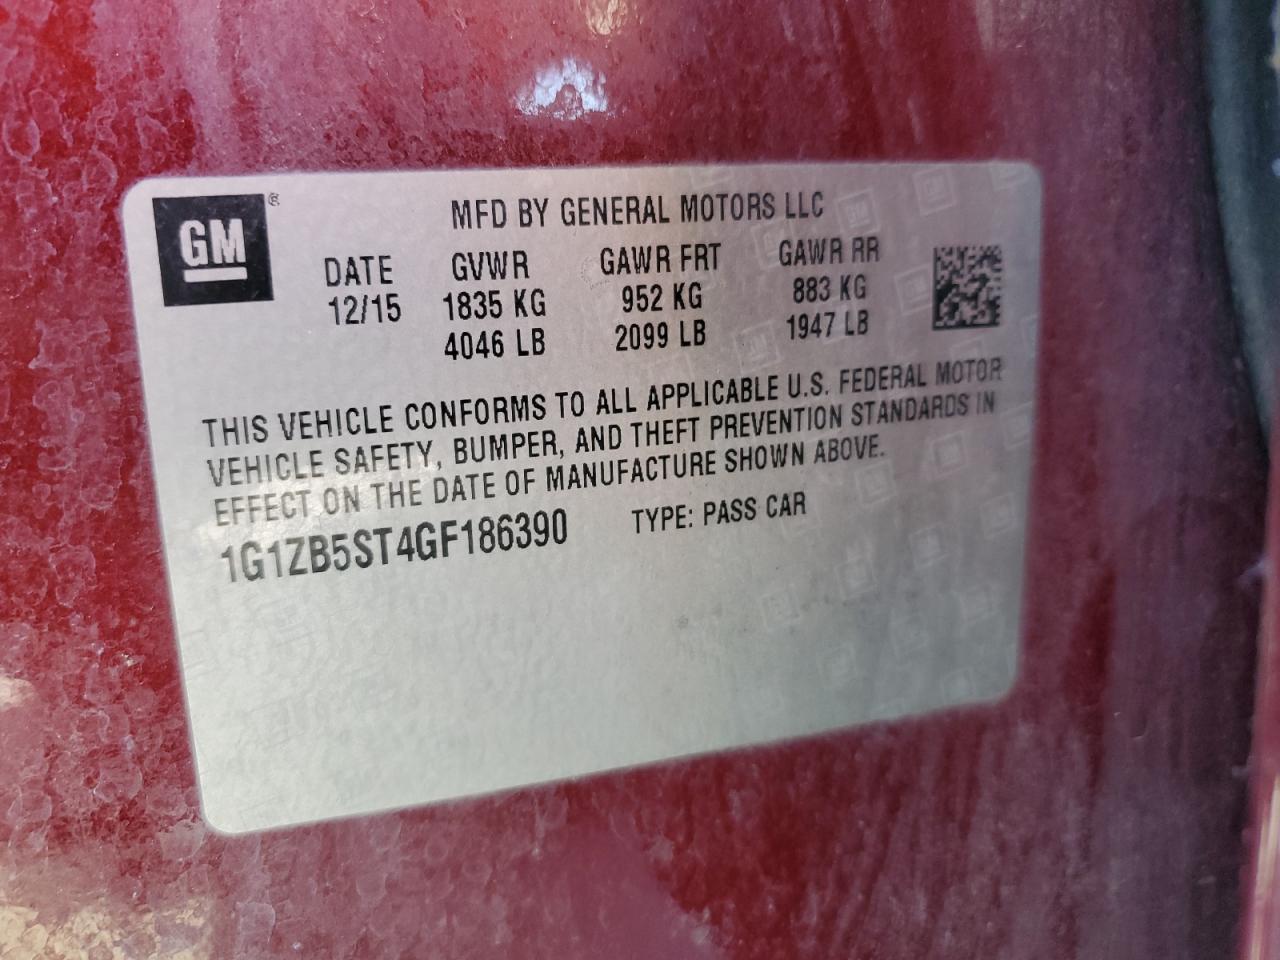 GM ®
MFD BY GENERAL MOTORS LLC
DATE GVWR GAWR FRT GAWR RR
12/15 1835 KG 952 KG 883 KG
4046 LB 2099 LB 1947 LB
THIS VEHICLE CONFORMS TO ALL APPLICABLE U.S. FEDERAL MOTOR
VEHICLE SAFETY, BUMPER, AND THEFT PREVENTION STANDARDS IN
EFFECT ON THE DATE OF MANUFACTURE SHOWN ABOVE.
1G1ZB5ST4GF186390 TYPE: PASS CAR